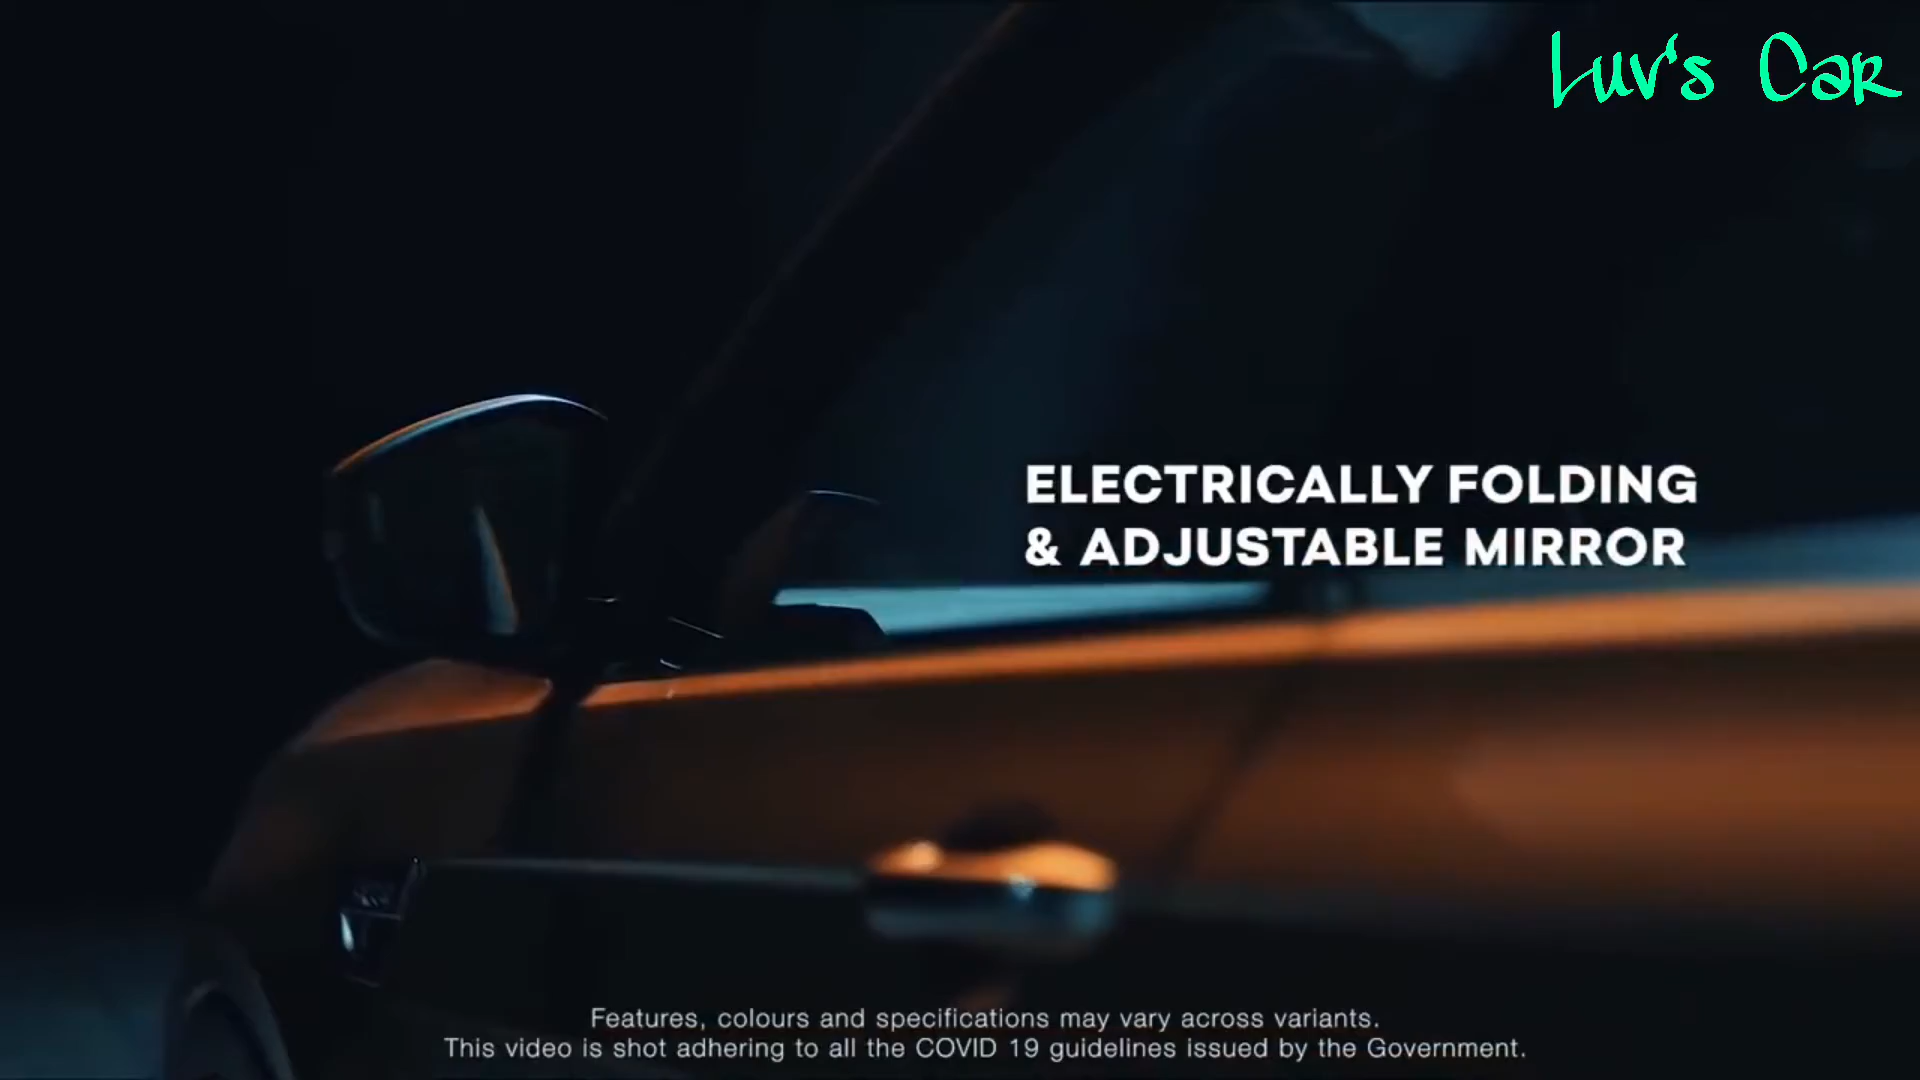 Luv's Car
ELECTRICALLY FOLDING
& ADJUSTABLE MIRROR
Features, colours and specifications may vary across variants.
This video is shot adhering to all the COVID 19 guidelines issued by the Government.